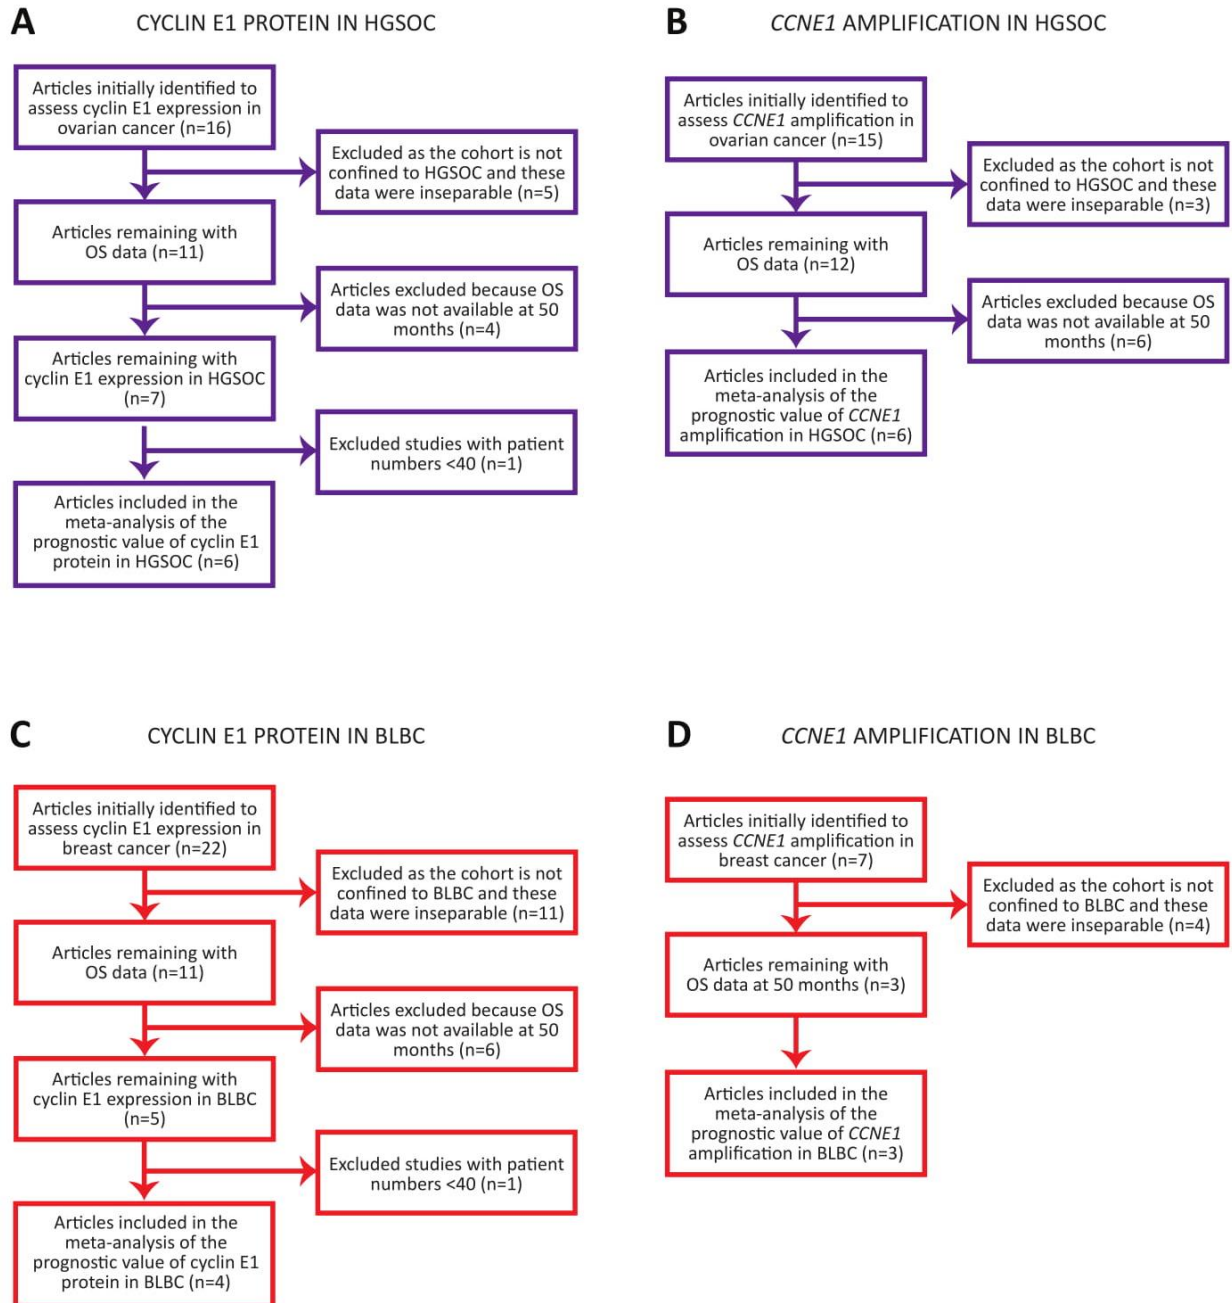 A
CYCLIN E1 PROTEIN IN HGSOC
Articles initially identified to
assess cyclin E1 expression in
ovarian cancer (n=16)
Excluded as the cohort is not
confined to HGSOC and these
data were inseparable (n=5)
Articles remaining with
OS data (n=11)
Articles excluded because OS
data was not available at 50
months (n=4)
Articles remaining with
cyclin E1 expression in HGSOC
(n=7)
Excluded studies with patient
numbers <40 (n=1)
Articles included in the
meta-analysis of the
prognostic value of cyclin E1
protein in HGSOC (n=6)
B
CCNE1 AMPLIFICATION IN HGSOC
Articles initially identified to
assess CCNE1 amplification in
ovarian cancer (n=15)
Excluded as the cohort is not
confined to HGSOC and these
data were inseparable (n=3)
Articles remaining with
OS data (n=12)
Articles excluded because OS
data was not available at 50
months (n=6)
Articles included in the
meta-analysis of the
prognostic value of CCNE1
amplification in HGSOC (n=6)
C
CYCLIN E1 PROTEIN IN BLBC
Articles initially identified to
assess cyclin E1 expression in
breast cancer (n=22)
Excluded as the cohort is not
confined to BLBC and these
data were inseparable (n=11)
Articles remaining with
OS data (n=11)
Articles excluded because OS
data was not available at 50
months (n=6)
Articles remaining with
cyclin E1 expression in BLBC
(n=5)
Excluded studies with patient
numbers <40 (n=1)
Articles included in the
meta-analysis of the
prognostic value of cyclin E1
protein in BLBC (n=4)
D
CCNE1 AMPLIFICATION IN BLBC
Articles initially identified to
assess CCNE1 amplification in
breast cancer (n=7)
Excluded as the cohort is not
confined to BLBC and these
data were inseparable (n=4)
Articles remaining with
OS data at 50 months (n=3)
Articles included in the
meta-analysis of the
prognostic value of CCNE1
amplification in BLBC (n=3)